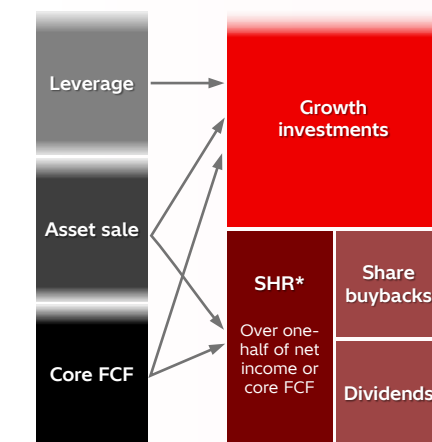 Leverage
Asset sale
Core FCF
Growth
investments
SHR*
Over one-
half of net
income or
core FCF
Share
buybacks
Dividends